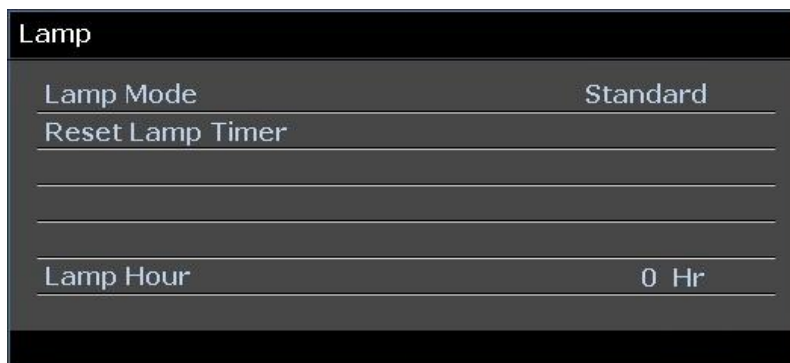 Lamp
Lamp Mode Standard
Reset Lamp Timer
Lamp Hour 0 Hr